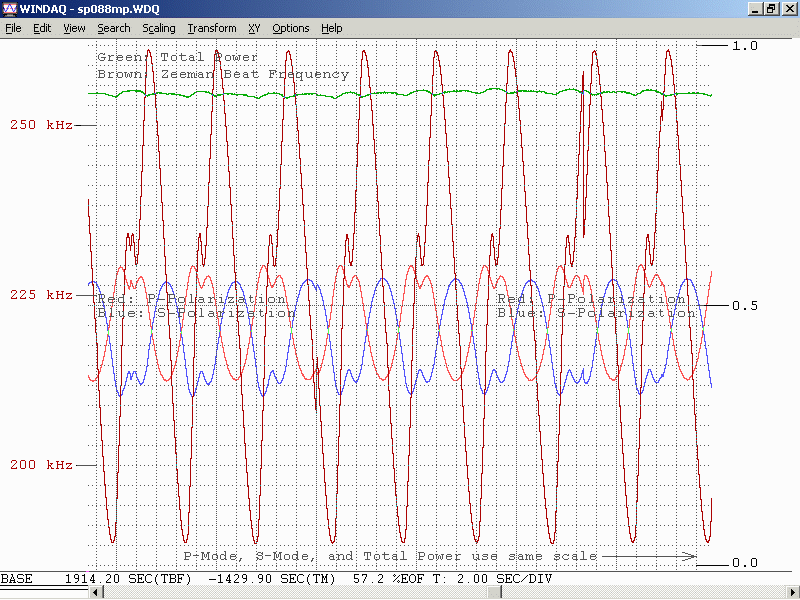 WINDAQ - sp088mp.WDQ
File Edit View Search Scaling Transform XY Options Help
Green: Total Power
Brown: Zeeman Beat Frequency
1.0
250 kHz
225 kHz
Red: P-Polarization
Blue: S-Polarization
Red: P-Polarization
Blue: S-Polarization
0.5
200 kHz
P-Mode, S-Mode, and Total Power use same scale
0.0
BASE 1914.20 SEC(TBF) -1429.90 SEC(TM) 57.2 %EOF T: 2.00 SEC/DIV